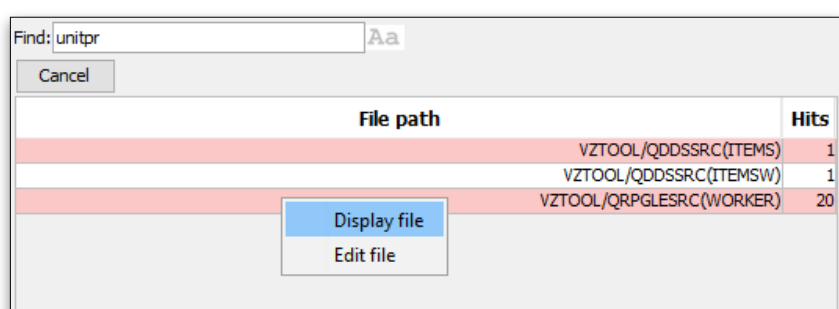 Find: unitpr Aa
Cancel
File path Hits
VZTOOL/QDDSSRC(ITEMS) 1
VZTOOL/QDDSSRC(ITEMSW) 1
VZTOOL/QRPGLESRC(WORKER) 20
Display file
Edit file